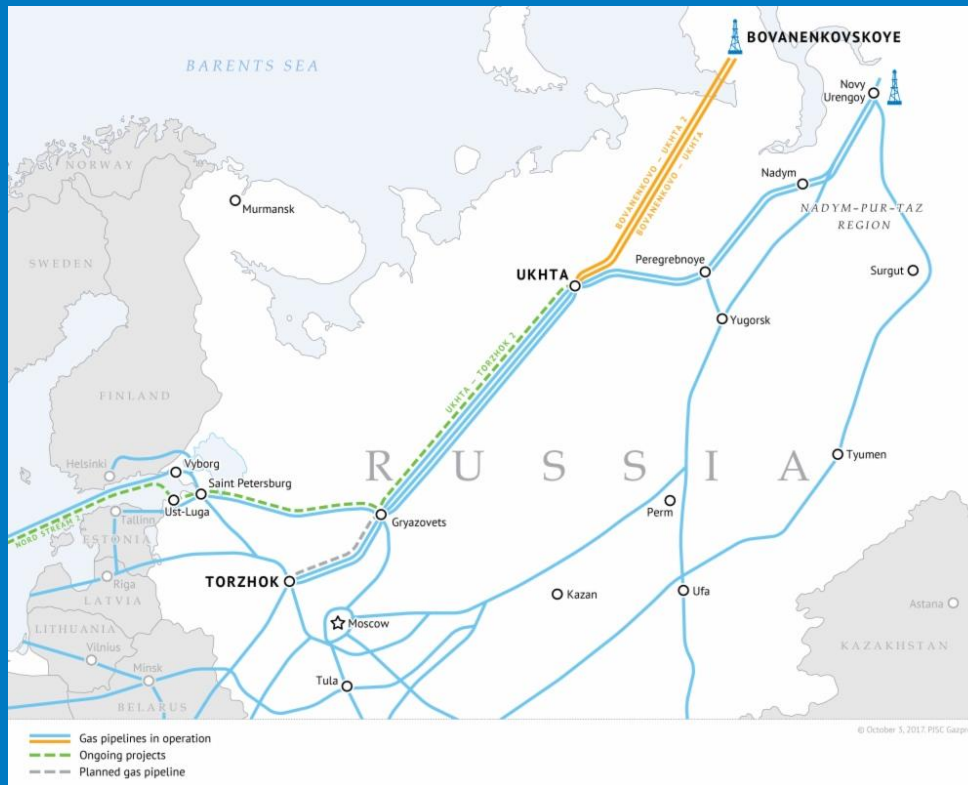 BOVANENKOVSKOYE
BARENTS SEA
Novy
Urengoy
NORWAY
BOVANENKOVO – UKHTA 2
BOVANENKOVO – UKHTA
Murmansk
Nadym
NADYM-PUR-TAZ
REGION
SWEDEN
Peregrebnoye
UKHTA
Surgut
Yugorsk
UKHTA – TORZHOK 2
FINLAND
RUSSIA
Helsinki
Vyborg
Saint Petersburg
Tyumen
Ust-Luga
Tallinn
Gryazovets
Perm
NORD STREAM 2
ESTONIA
TORZHOK
Riga
LATVIA
Kazan
Ufa
Astana
Moscow
LITHUANIA
Vilnius
KAZAKHSTAN
Minsk
Tula
BELARUS
© October 3, 2017, PJSC Gazpr
Gas pipelines in operation
Ongoing projects
Planned gas pipeline